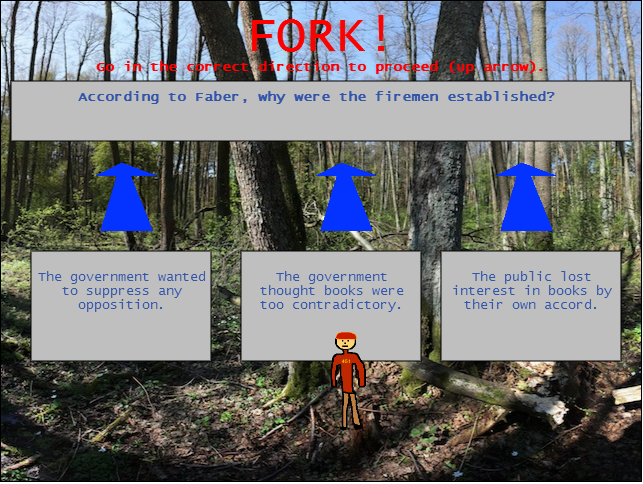 FORK!
Go in the correct direction to proceed (up arrow).
According to Faber, why were the firemen established?
The government wanted
to suppress any
opposition.
The government
thought books were
too contradictory.
The public lost
interest in books by
their own accord.
451